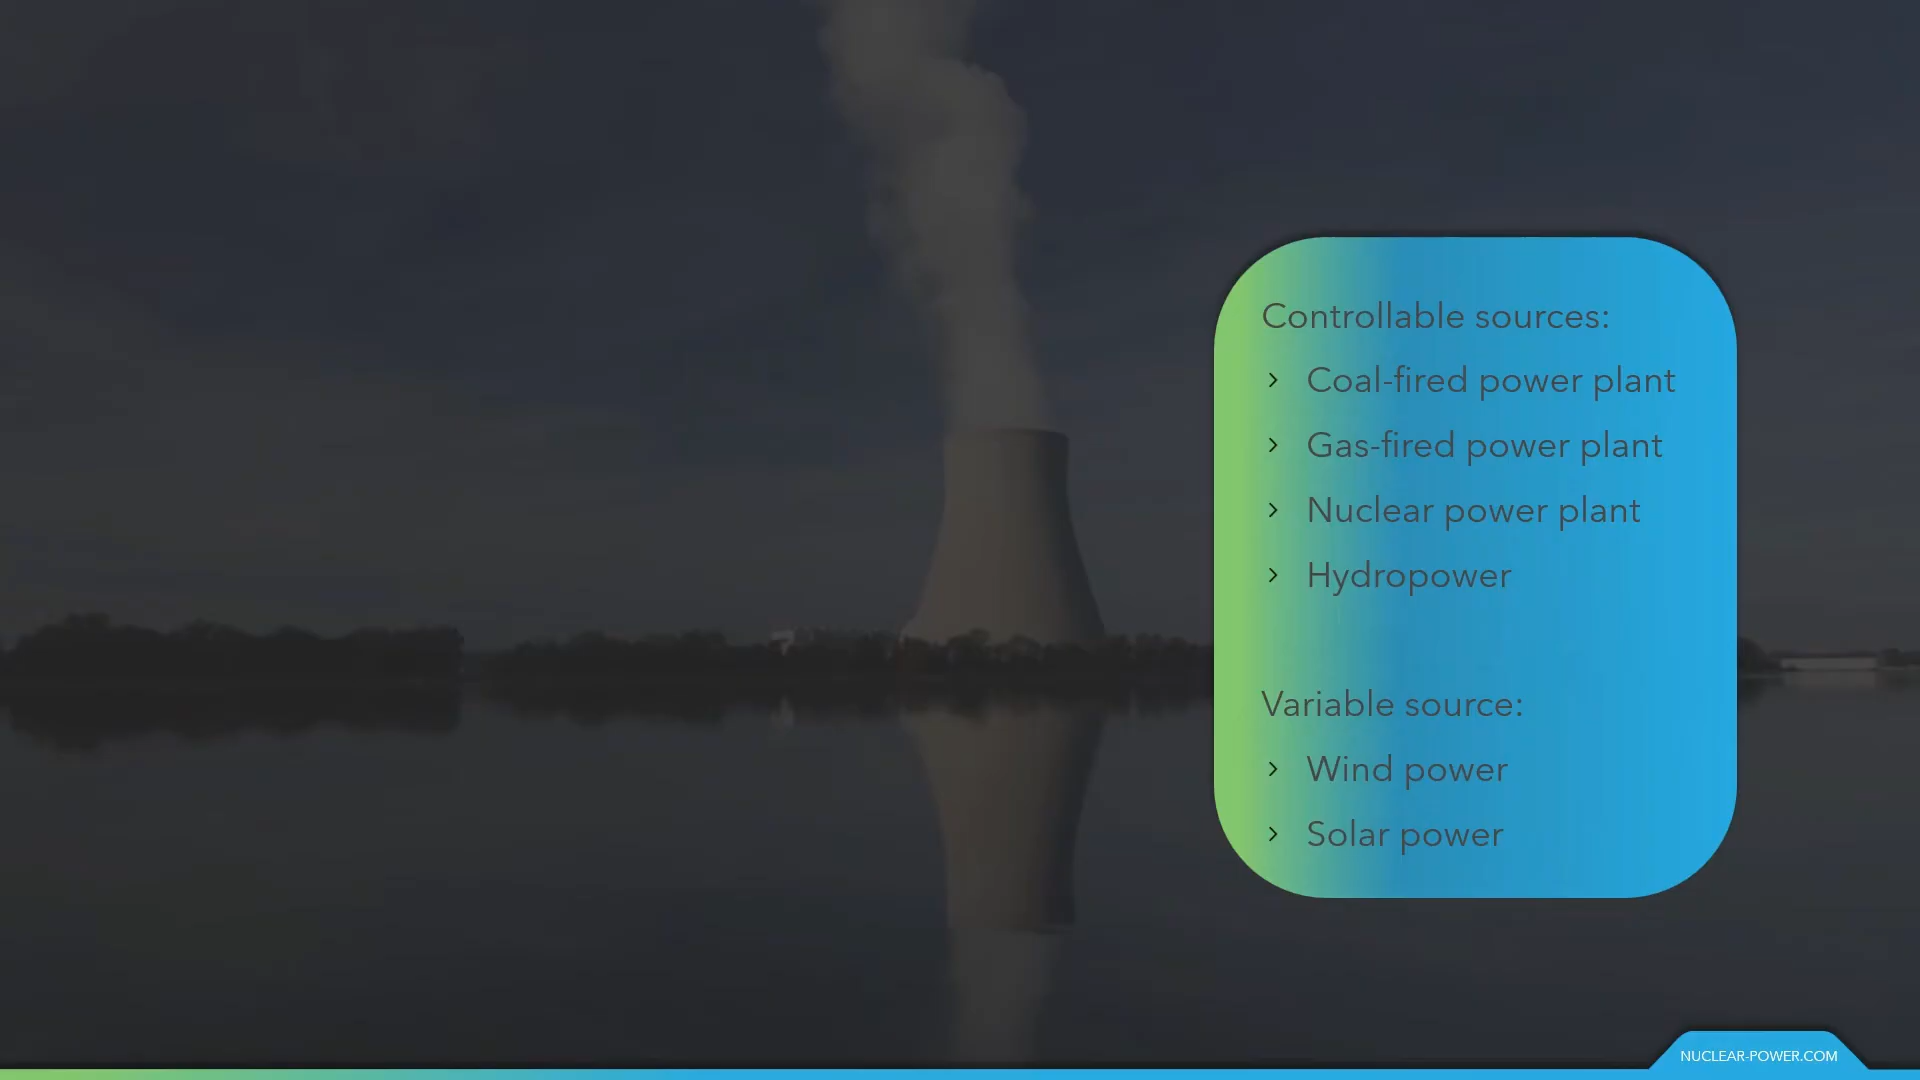 Controllable sources:
› Coal-fired power plant
› Gas-fired power plant
› Nuclear power plant
› Hydropower
Variable source:
› Wind power
› Solar power
NUCLEAR-POWER.COM